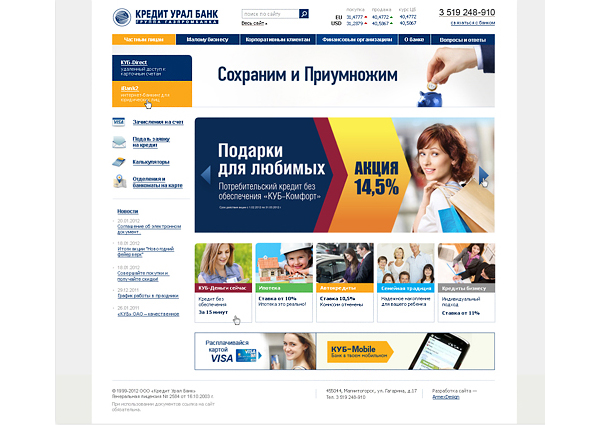 КРЕДИТ УРАЛ БАНК
ГРУППА ГАЗПРОМБАНКА
поиск по сайту
Весь сайт
покупка продажа курс ЦБ
EU 31,4777 40,4772 40,4772
USD 31,2979 40,5067 40,5067
3 519 248-910
связаться с банком
Частным лицам
Малому бизнесу
Корпоративным клиентам
Финансовым организациям
О банке
Вопросы и ответы
КУБ-Direct
удаленный доступ к
карточным счетам
iBank2
интернет-банкинг для
Сохраним и Приумножим
Зачисления на счет
Подать заявку
на кредит
Калькуляторы
Отделения и
банкоматы на карте
Подарки
для любимых
Потребительский кредит без
обеспечения «КУБ-Комфорт»
АКЦИЯ
14,5%
Новости
20.01.2012
Соглашение об электронном
документ...
18.01.2012
Итоги акции "Новогодний
фейерверк"
18.01.2012
Совершайте покупки и
получайте скидки!
29.12.2011
График работы в праздники
26.01.2011
«КУБ» ОАО – качественное
КУБ-Деньги сейчас
Кредит без
обеспечения
За 15 минут
Ипотека
Ставка от 10%
Ипотека это реально!
Автокредиты
Ставка 10,5%
Комиссии отменены
Семейная традиция
Надежное накопление
для вашего ребенка
Кредиты бизнесу
Индивидуальный
подход
Ставка от 11%
Расплачивайся
картой
VISA
КУБ-Mobile
Банк в твоем мобильном
© 1999-2012 ООО «Кредит Урал Банк»
Генеральная лицензия № 2584 от 18.10.2003 г.
При использовании документов ссылка на сайт
обязательна.
455044, Магнитогорск, ул. Гагарина, д.17
Тел. 3 519 248-910
Разработка сайта —
AnnexDesign